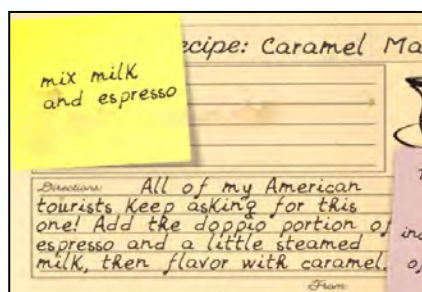 ecipe: Caramel Ma
mix milk
and espresso
Directions: All of my American
tourists keep asking for this
one! Add the doppio portion of
espresso and a little steamed
milk, then flavor with caramel.
From